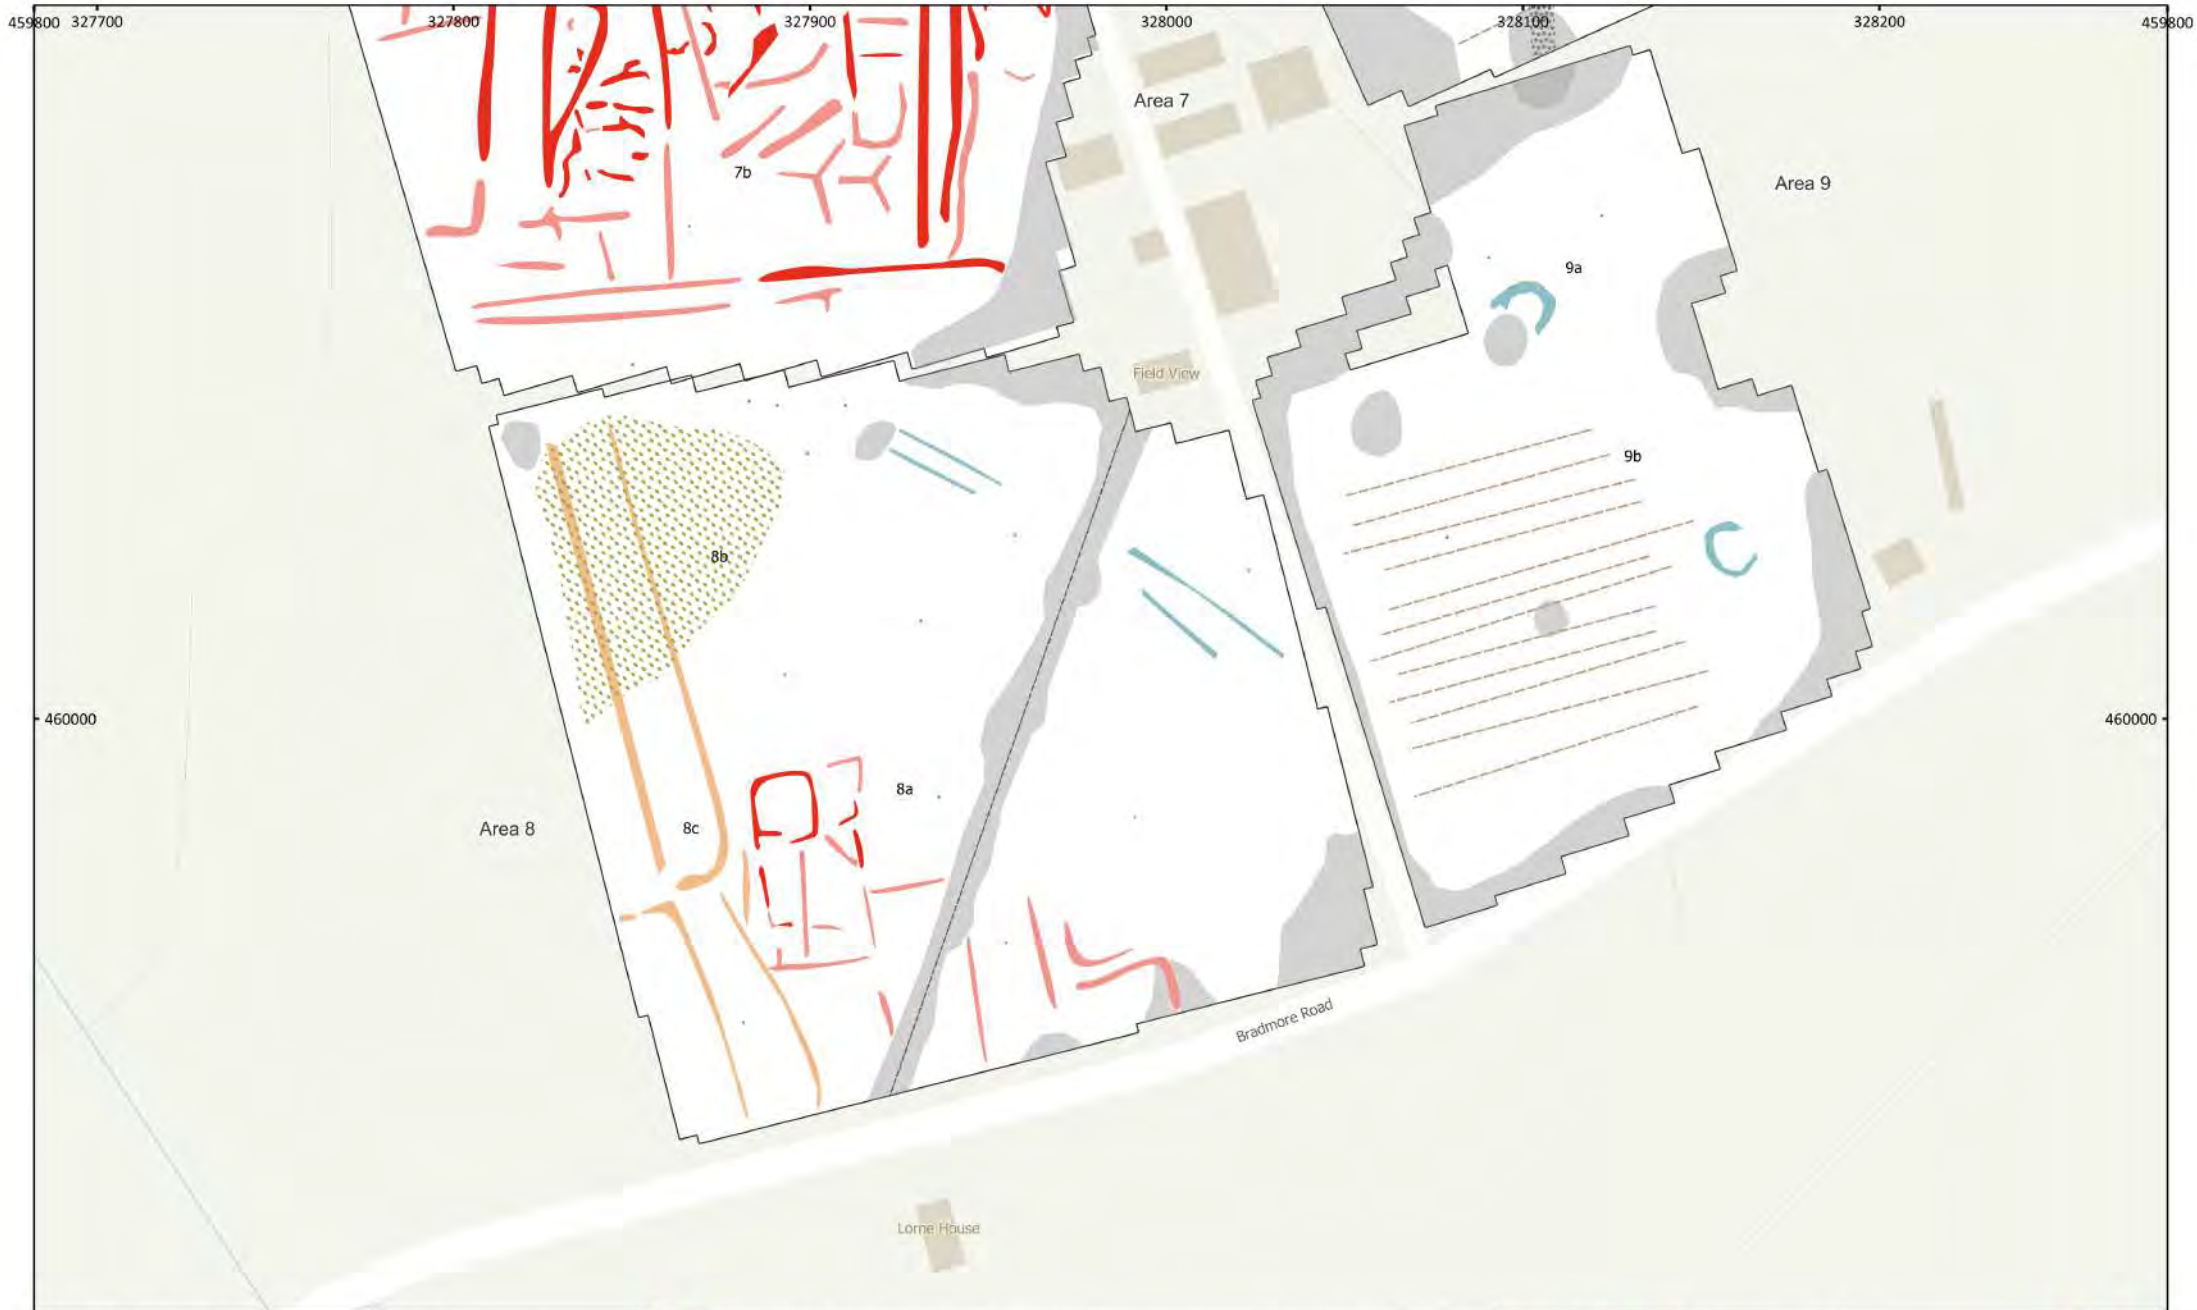 459800 327700 327800 327900 328000 328100 328200 459800
Area 7
7b
Area 9
9a
Field View
9b
8b
460000 460000
8a
Area 8
8c
Bradmore Road
Lorne House